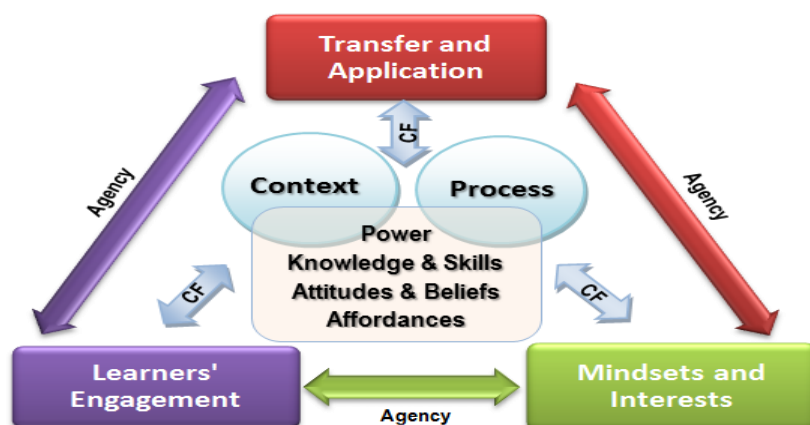 Transfer and
Application
CF
Agency
Agency
Context
Process
Power
Knowledge & Skills
Attitudes & Beliefs
Affordances
CF
CF
Learners'
Engagement
Agency
Mindsets and
Interests